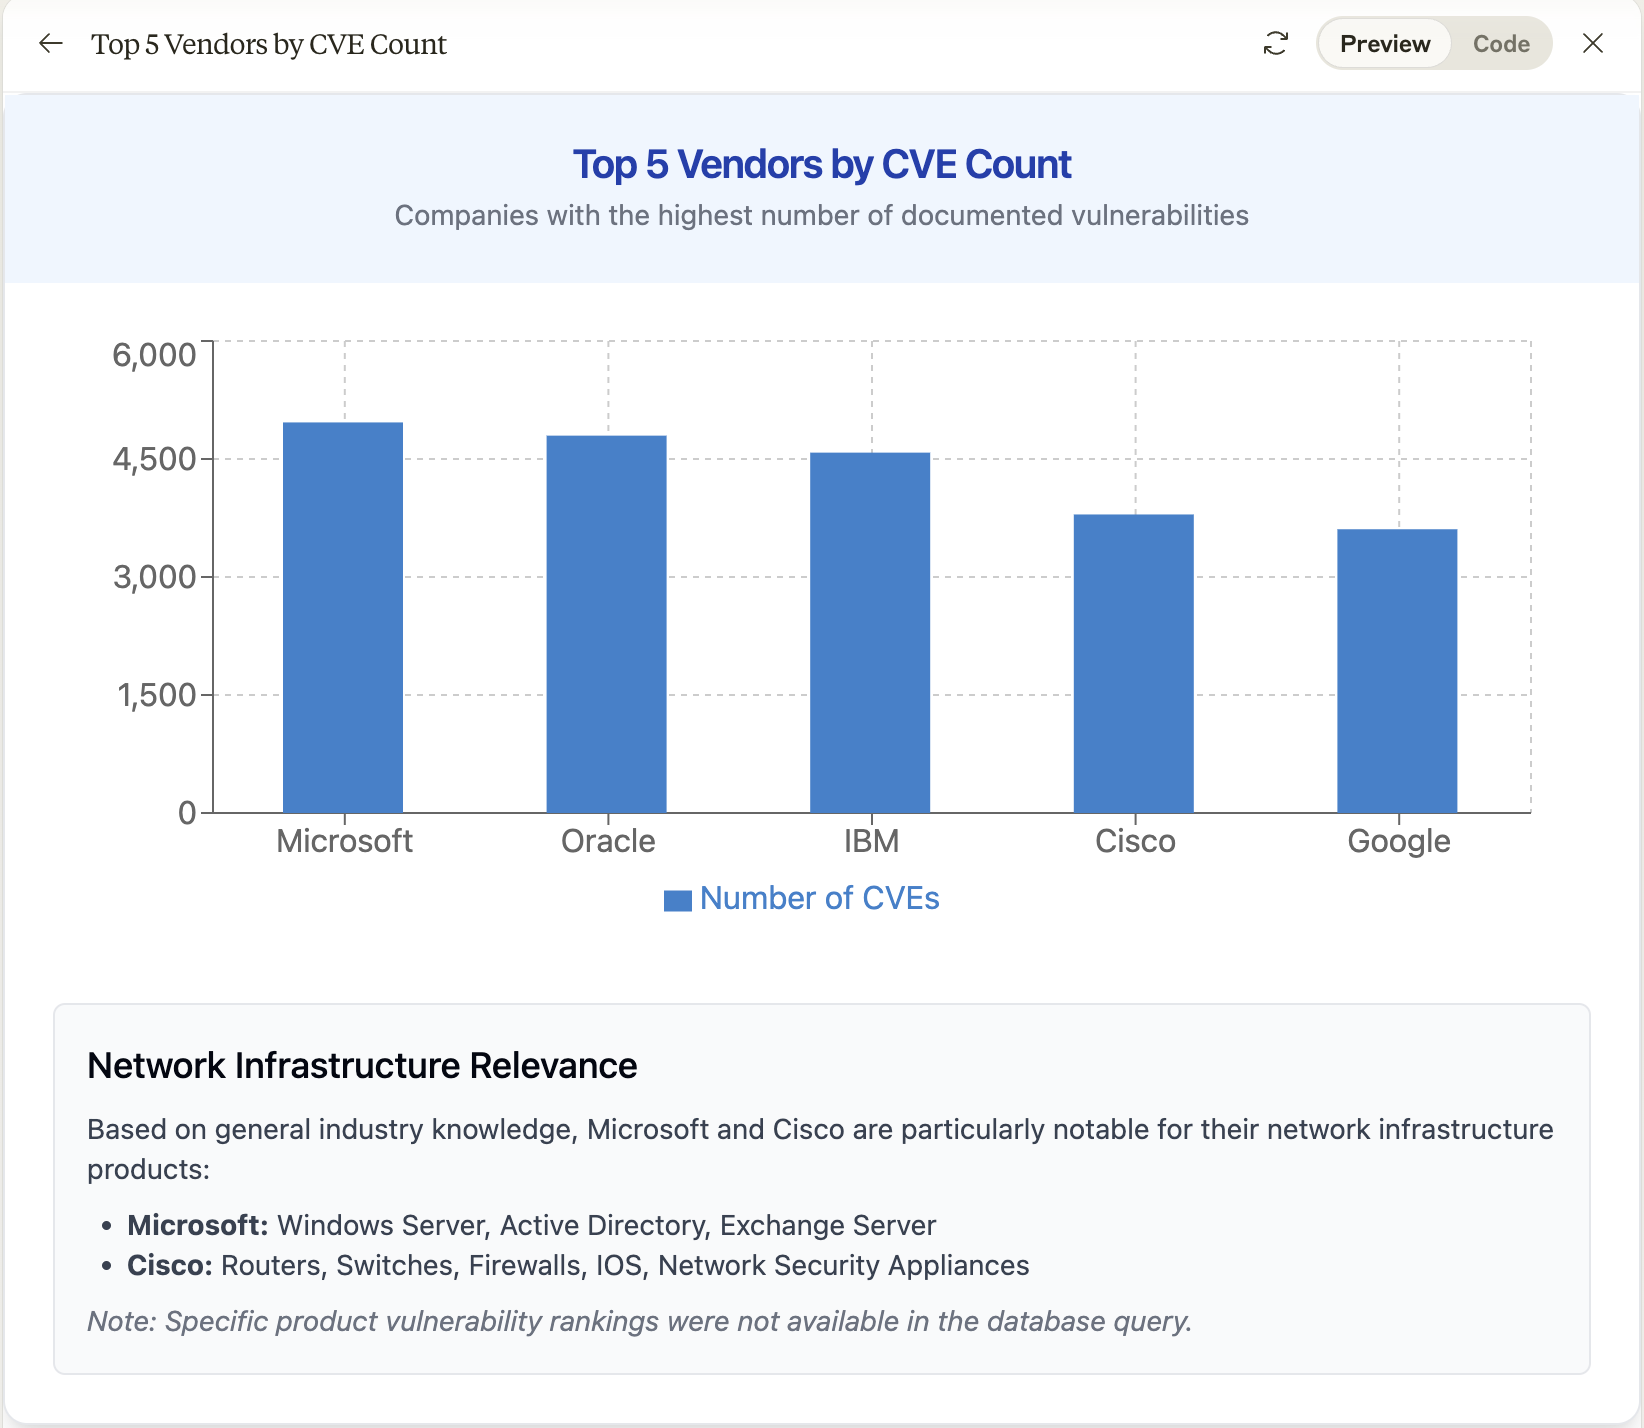 Top 5 Vendors by CVE Count
Preview
Code
Top 5 Vendors by CVE Count
Companies with the highest number of documented vulnerabilities
6,000
4,500
3,000
1,500
0
Microsoft
Oracle
IBM
Cisco
Google
Number of CVEs
Network Infrastructure Relevance
Based on general industry knowledge, Microsoft and Cisco are particularly notable for their network infrastructure
products:
• Microsoft: Windows Server, Active Directory, Exchange Server
• Cisco: Routers, Switches, Firewalls, IOS, Network Security Appliances
Note: Specific product vulnerability rankings were not available in the database query.